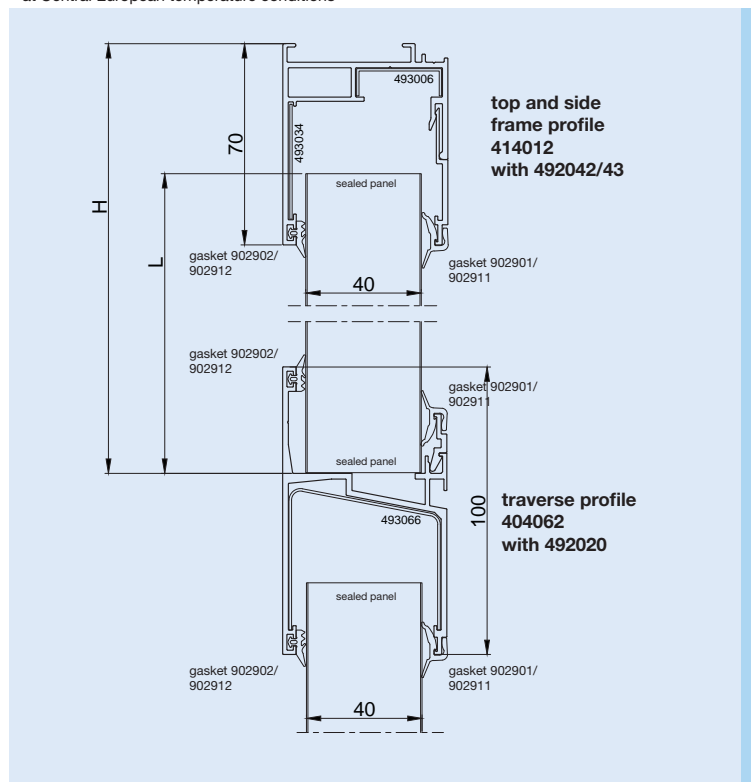 at Central European temperature conditions
493006
top and side
frame profile
414012
with 492042/43
70
493034
H
sealed panel
L
gasket 902902/
902912
gasket 902901/
902911
40
gasket 902902/
902912
gasket 902901/
902911
sealed panel
traverse profile
404062
with 492020
100
493066
sealed panel
gasket 902902/
902912
gasket 902901/
902911
40